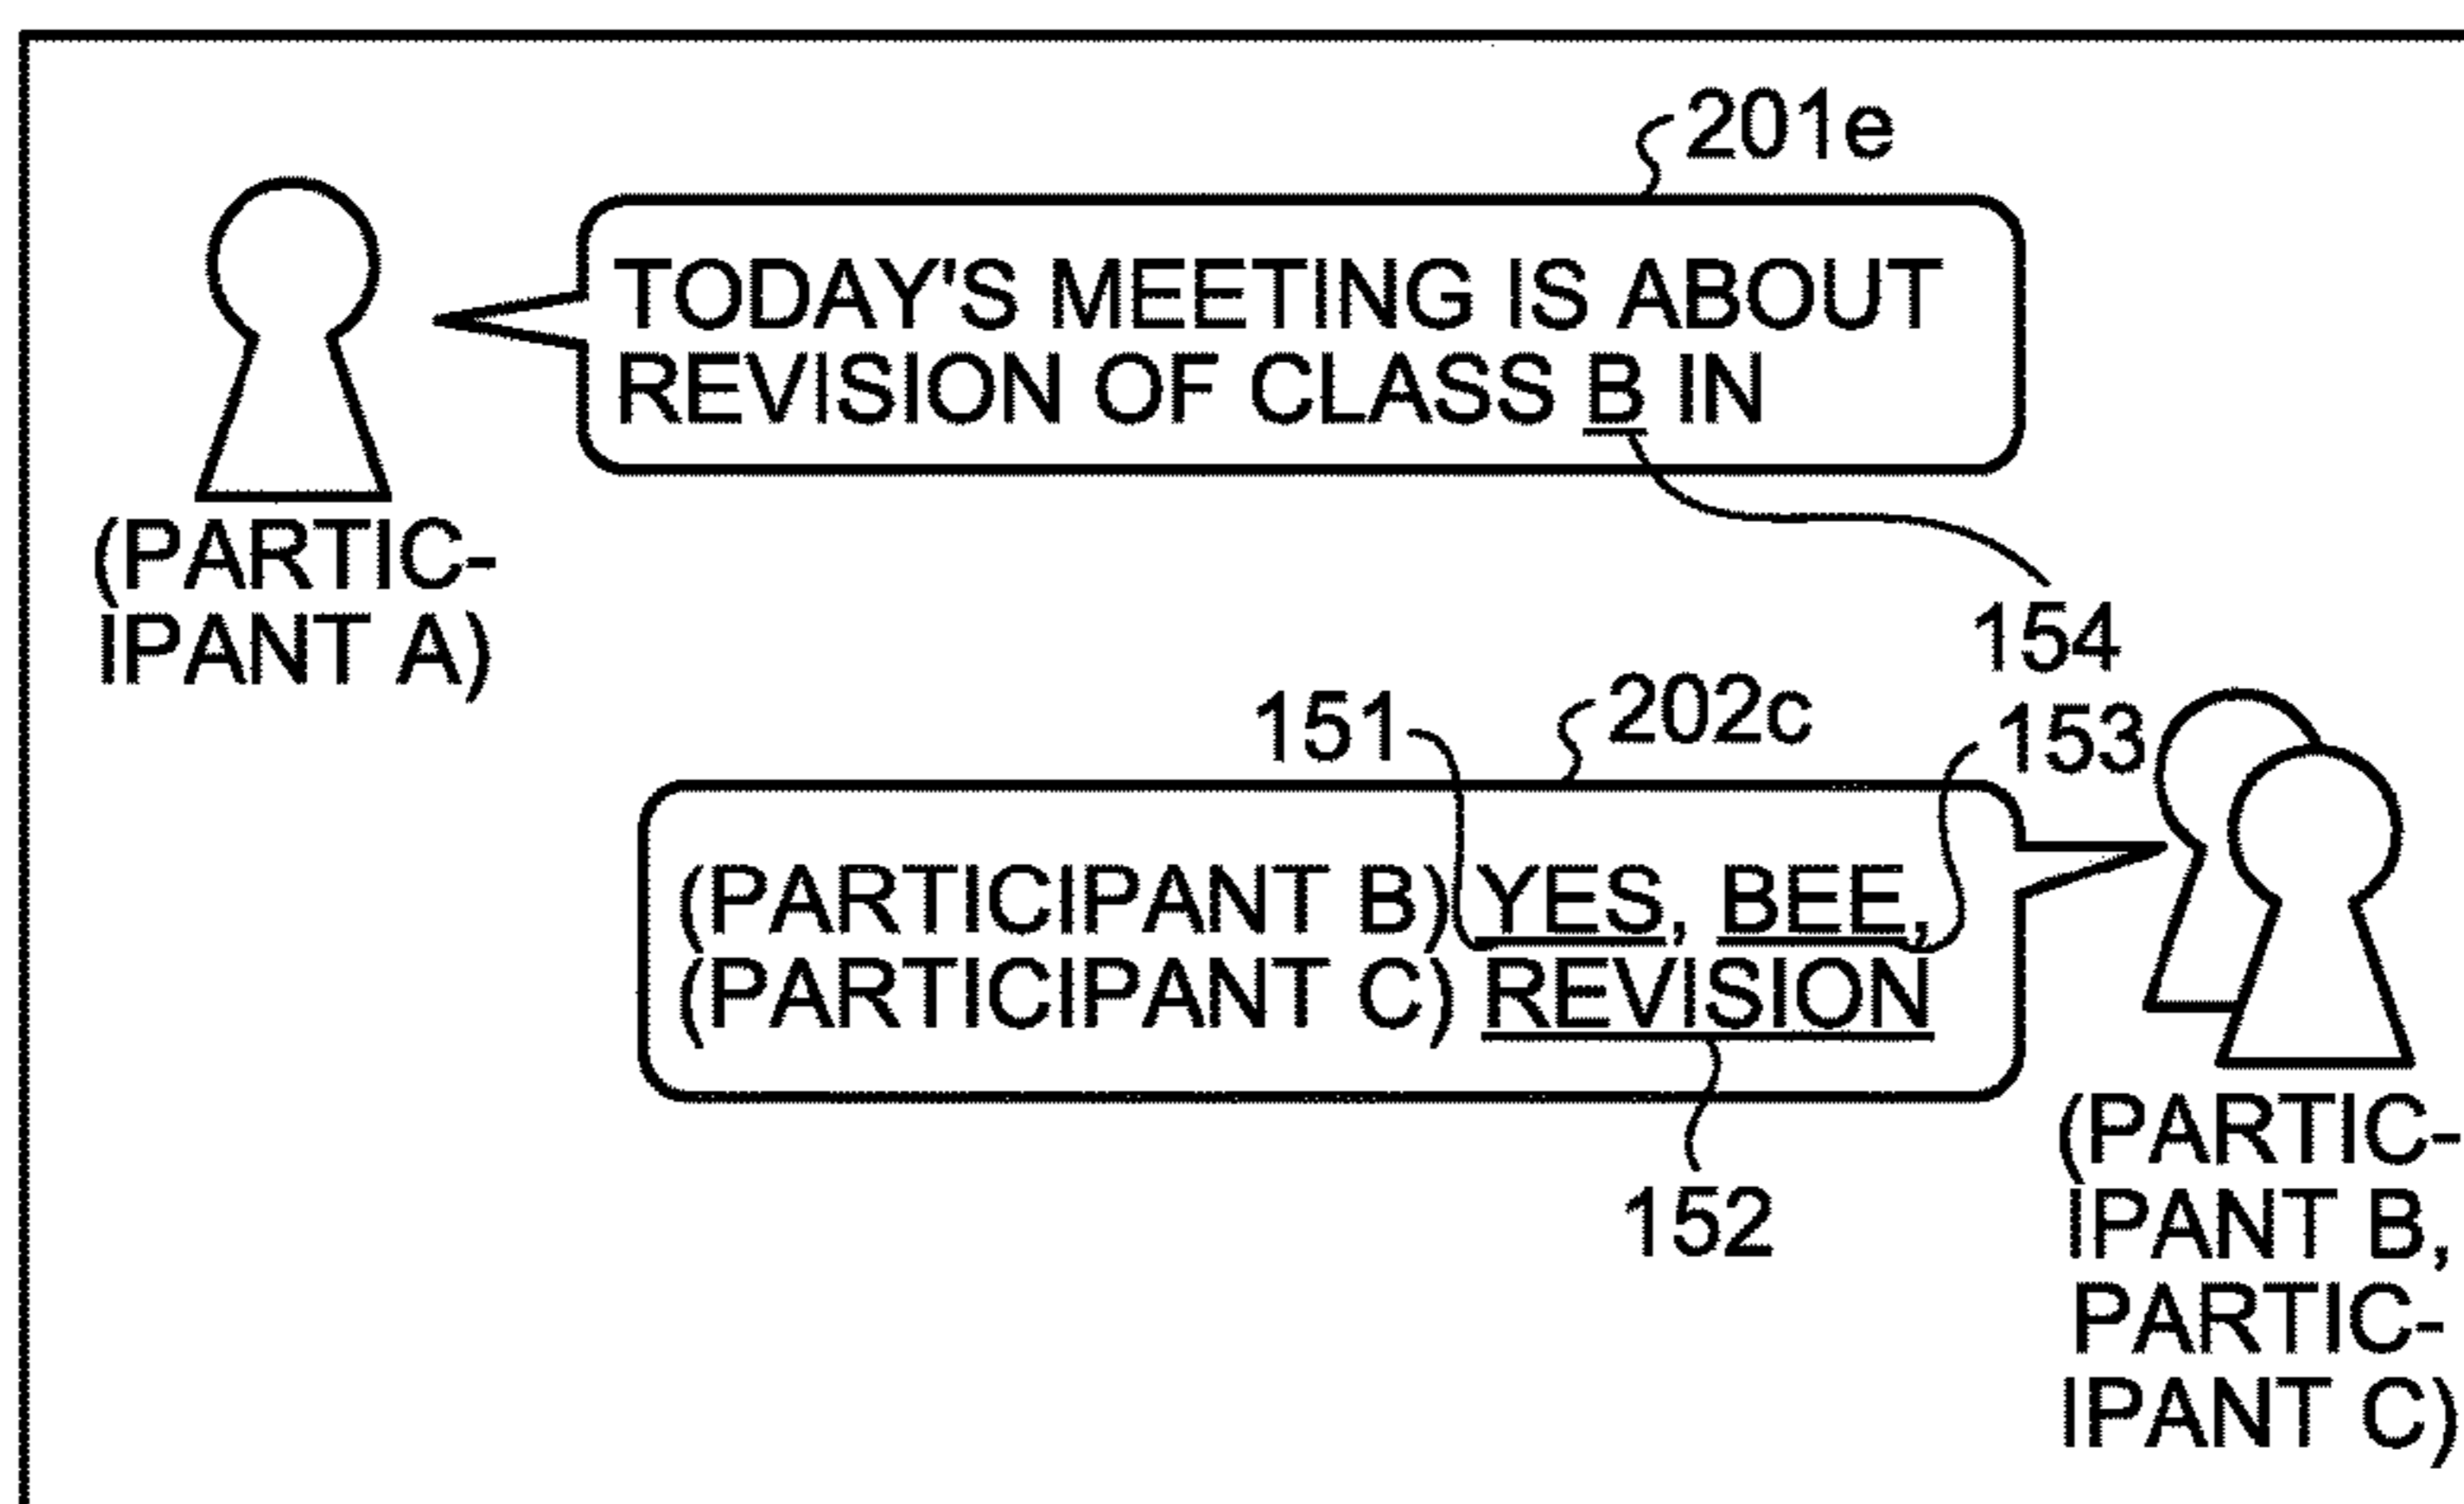 201e
TODAY'S MEETING IS ABOUT
REVISION OF CLASS B IN
(PARTIC-
IPANT A)
154
151
202c
153
(PARTICIPANT B) YES, BEE,
(PARTICIPANT C) REVISION
152
(PARTIC-
IPANT B,
PARTIC-
IPANT C)